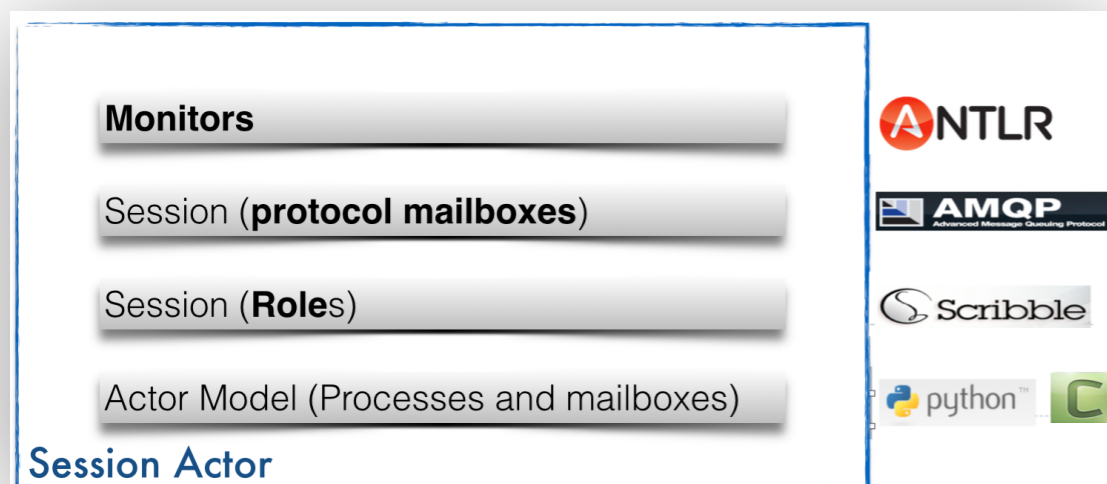 Monitors
ANTLR
Session (protocol mailboxes)
AMQP
Advanced Message Queuing Protocol
Session (Roles)
Scribble
Actor Model (Processes and mailboxes)
python™
C
Session Actor